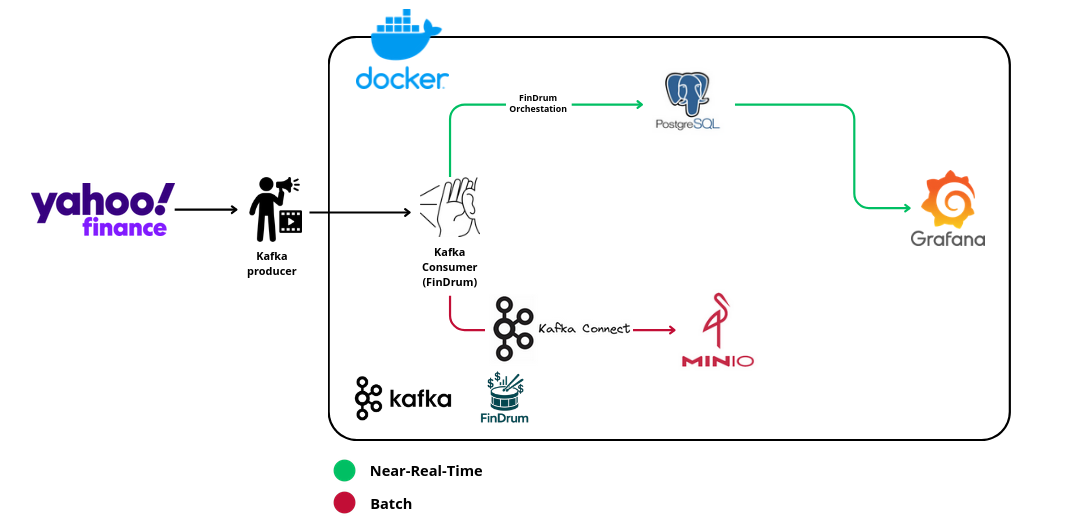 docker
FinDrum
Orchestation
PostgreSQL
yahoo!
finance
Kafka
producer
Kafka
Consumer
(FinDrum)
Grafana
Kafka Connect
MINIO
kafka
$ $ $
FinDrum
Near-Real-Time
Batch